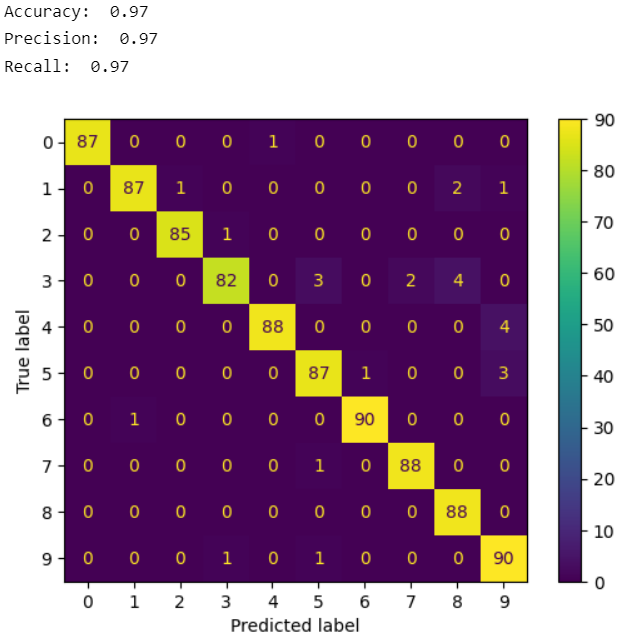 Accuracy:  0.97
Precision:  0.97
Recall:  0.97
0 87 0 0 0 1 0 0 0 0 0
1 0 87 1 0 0 0 0 0 2 1
2 0 0 85 1 0 0 0 0 0 0
3 0 0 0 82 0 3 0 2 4 0
4 0 0 0 0 88 0 0 0 0 4
5 0 0 0 0 0 87 1 0 0 3
6 0 1 0 0 0 0 90 0 0 0
7 0 0 0 0 0 1 0 88 0 0
8 0 0 0 0 0 0 0 0 88 0
9 0 0 0 1 0 1 0 0 0 90
0 1 2 3 4 5 6 7 8 9
Predicted label
True label
90
80
70
60
50
40
30
20
10
0